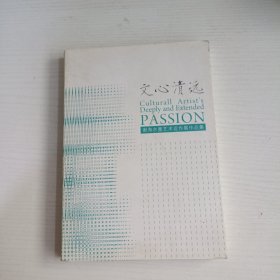 文心清远
Culturall Artist's
Deeply and Extended
PASSION